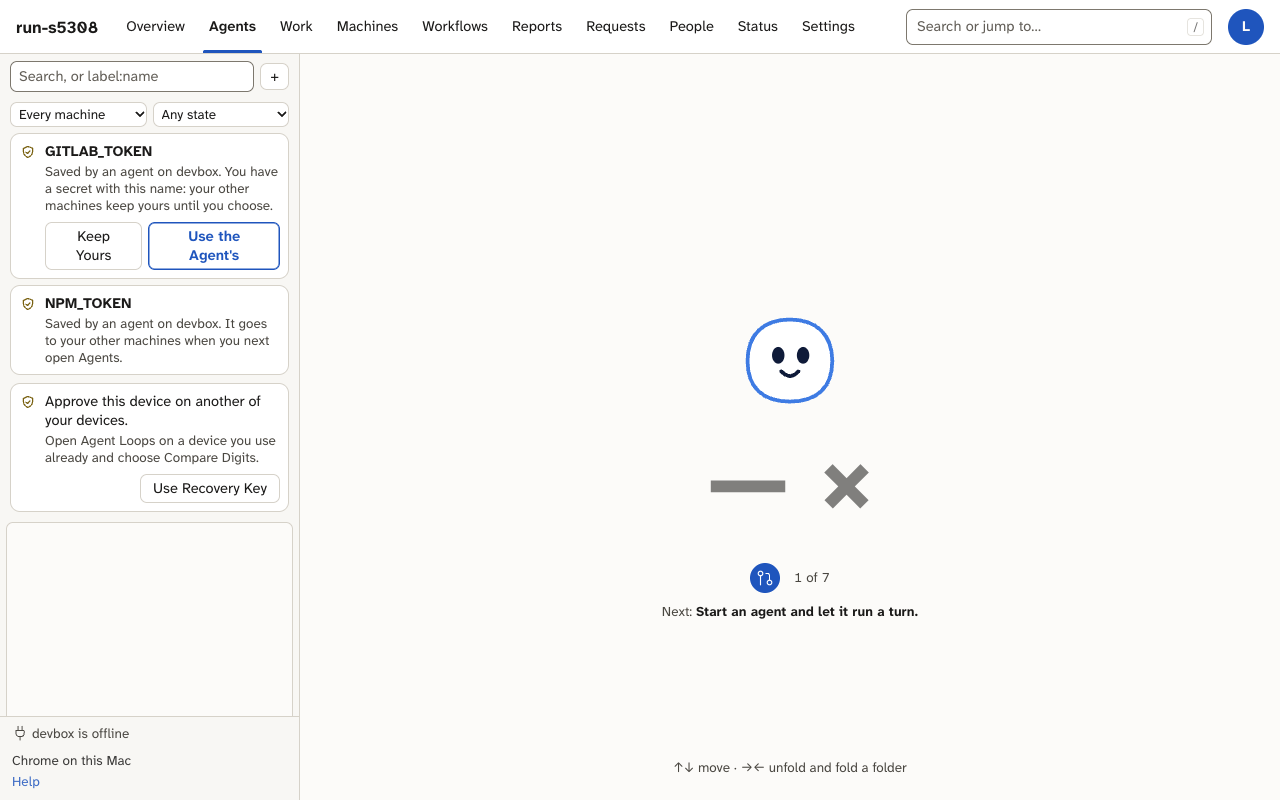 run-s5308
Overview Agents Work Machines Workflows Reports Requests People Status Settings
Search or jump to... /
L
Search, or label:name
+
Every machine Any state
GITLAB_TOKEN
Saved by an agent on devbox. You have
a secret with this name: your other
machines keep yours until you choose.
Keep
Yours
Use the
Agent's
NPM_TOKEN
Saved by an agent on devbox. It goes
to your other machines when you next
open Agents.
Approve this device on another of
your devices.
Open Agent Loops on a device you use
already and choose Compare Digits.
Use Recovery Key
devbox is offline
Chrome on this Mac
Help
1 of 7
Next: Start an agent and let it run a turn.
↑↓ move · →← unfold and fold a folder